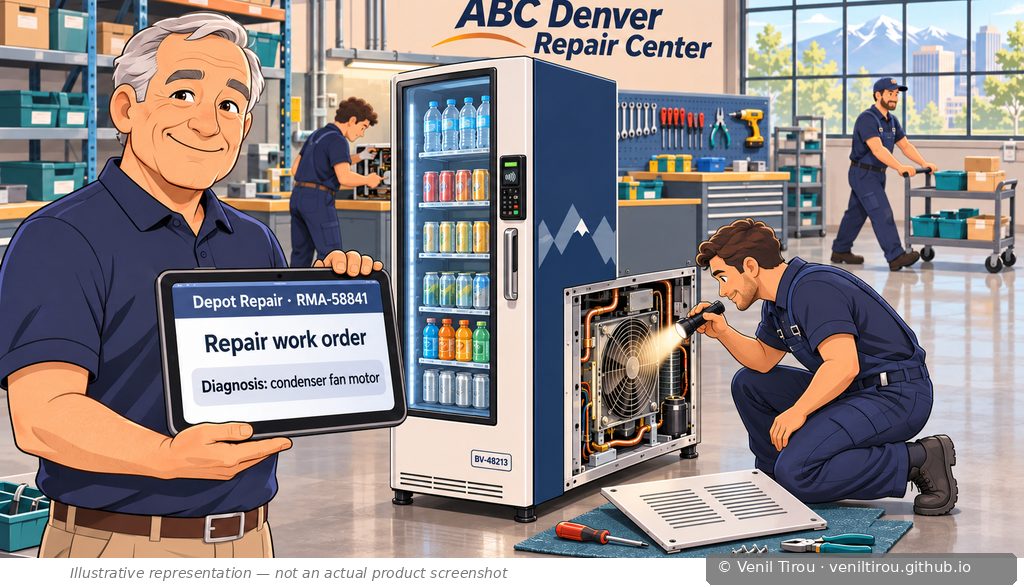 ABC Denver
Repair Center
Depot Repair · RMA-58841
Repair work order
Diagnosis: condenser fan motor
BV-48213
Illustrative representation — not an actual product screenshot
© Venil Tirou · veniltirou.github.io